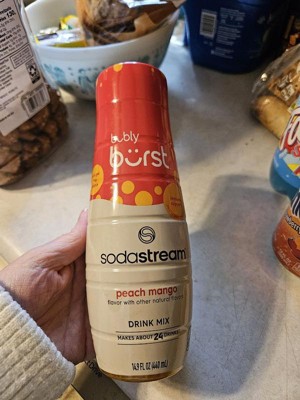 bubly
bürst
sodastream
peach mango
flavor with other natural flavors
DRINK MIX
MAKES ABOUT 24 DRINKS
14.9 FL OZ (440 mL)